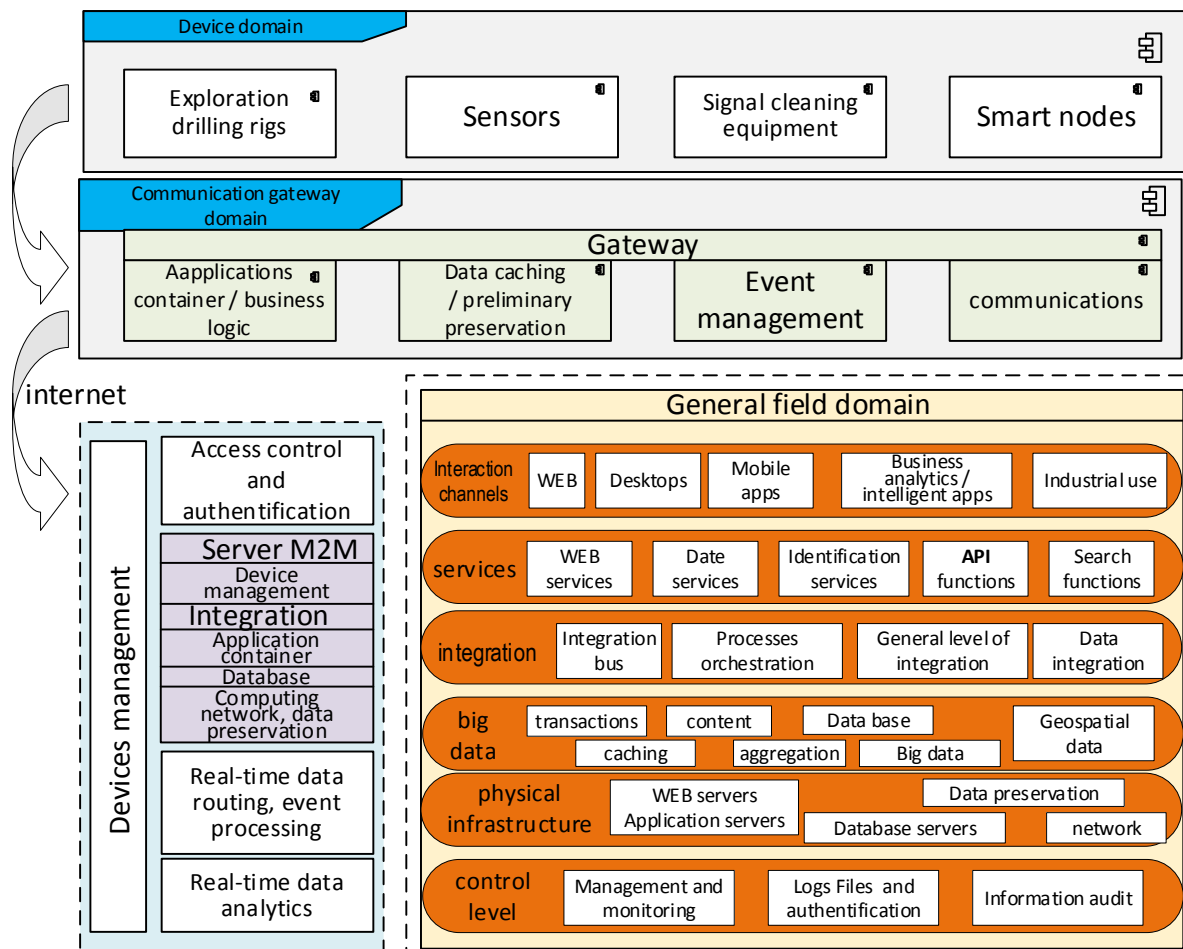 Device domain
Exploration
drilling rigs
Sensors
Signal cleaning
equipment
Smart nodes
Communication gateway
domain
Gateway
Aapplications
container / business
logic
Data caching
/ preliminary
preservation
Event
management
communications
internet
Devices management
Access control
and
authentification
Server M2M
Device
management
Integration
Application
container
Database
Computing
network, data
preservation
Real-time data
routing, event
processing
Real-time data
analytics
General field domain
Interaction
channels
WEB
Desktops
Mobile
apps
Business
analytics /
intelligent apps
Industrial use
services
WEB
services
Date
services
Identification
services
API
functions
Search
functions
integration
Integration
bus
Processes
orchestration
General level of
integration
Data
integration
big
data
transactions
content
Data base
Geospatial
data
caching
aggregation
Big data
physical
infrastructure
WEB servers
Application servers
Data preservation
Database servers
network
control
level
Management and
monitoring
Logs Files and
authentification
Information audit